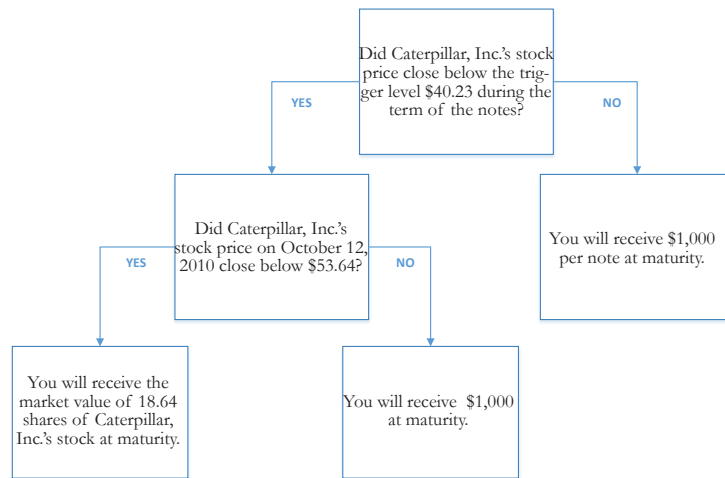 Did Caterpillar, Inc.'s stock
price close below the trig-
ger level $40.23 during the
term of the notes?
YES
NO
Did Caterpillar, Inc.'s
stock price on October 12,
2010 close below $53.64?
You will receive $1,000
per note at maturity.
YES
NO
You will receive the
market value of 18.64
shares of Caterpillar,
Inc.'s stock at maturity.
You will receive $1,000
at maturity.